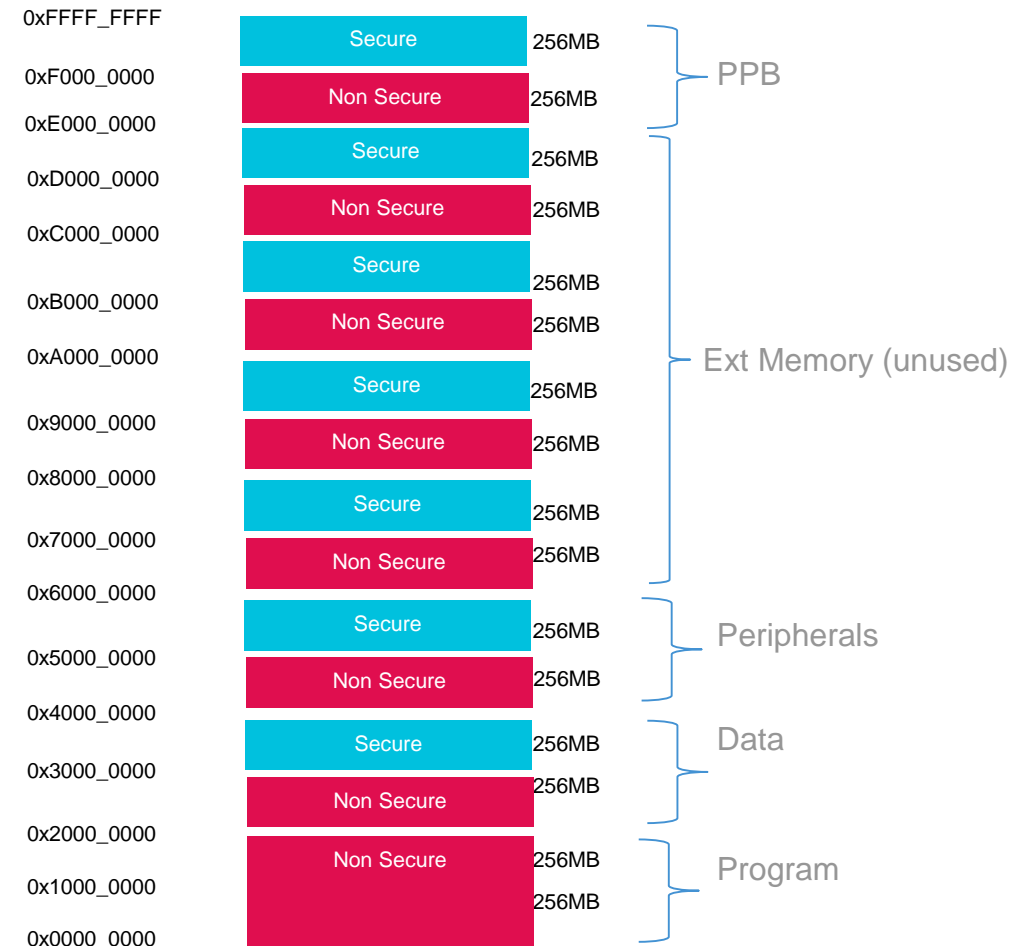 0xFFFF_FFFF
Secure
256MB
PPB
0xF000_0000
Non Secure
256MB
0xE000_0000
Secure
256MB
0xD000_0000
Non Secure
256MB
0xC000_0000
Secure
256MB
0xB000_0000
Non Secure
256MB
0xA000_0000
Ext Memory (unused)
Secure
256MB
0x9000_0000
Non Secure
256MB
0x8000_0000
Secure
256MB
0x7000_0000
Non Secure
256MB
0x6000_0000
Secure
256MB
Peripherals
0x5000_0000
Non Secure
256MB
0x4000_0000
Secure
256MB
Data
0x3000_0000
256MB
Non Secure
0x2000_0000
Non Secure
256MB
Program
0x1000_0000
256MB
0x0000_0000